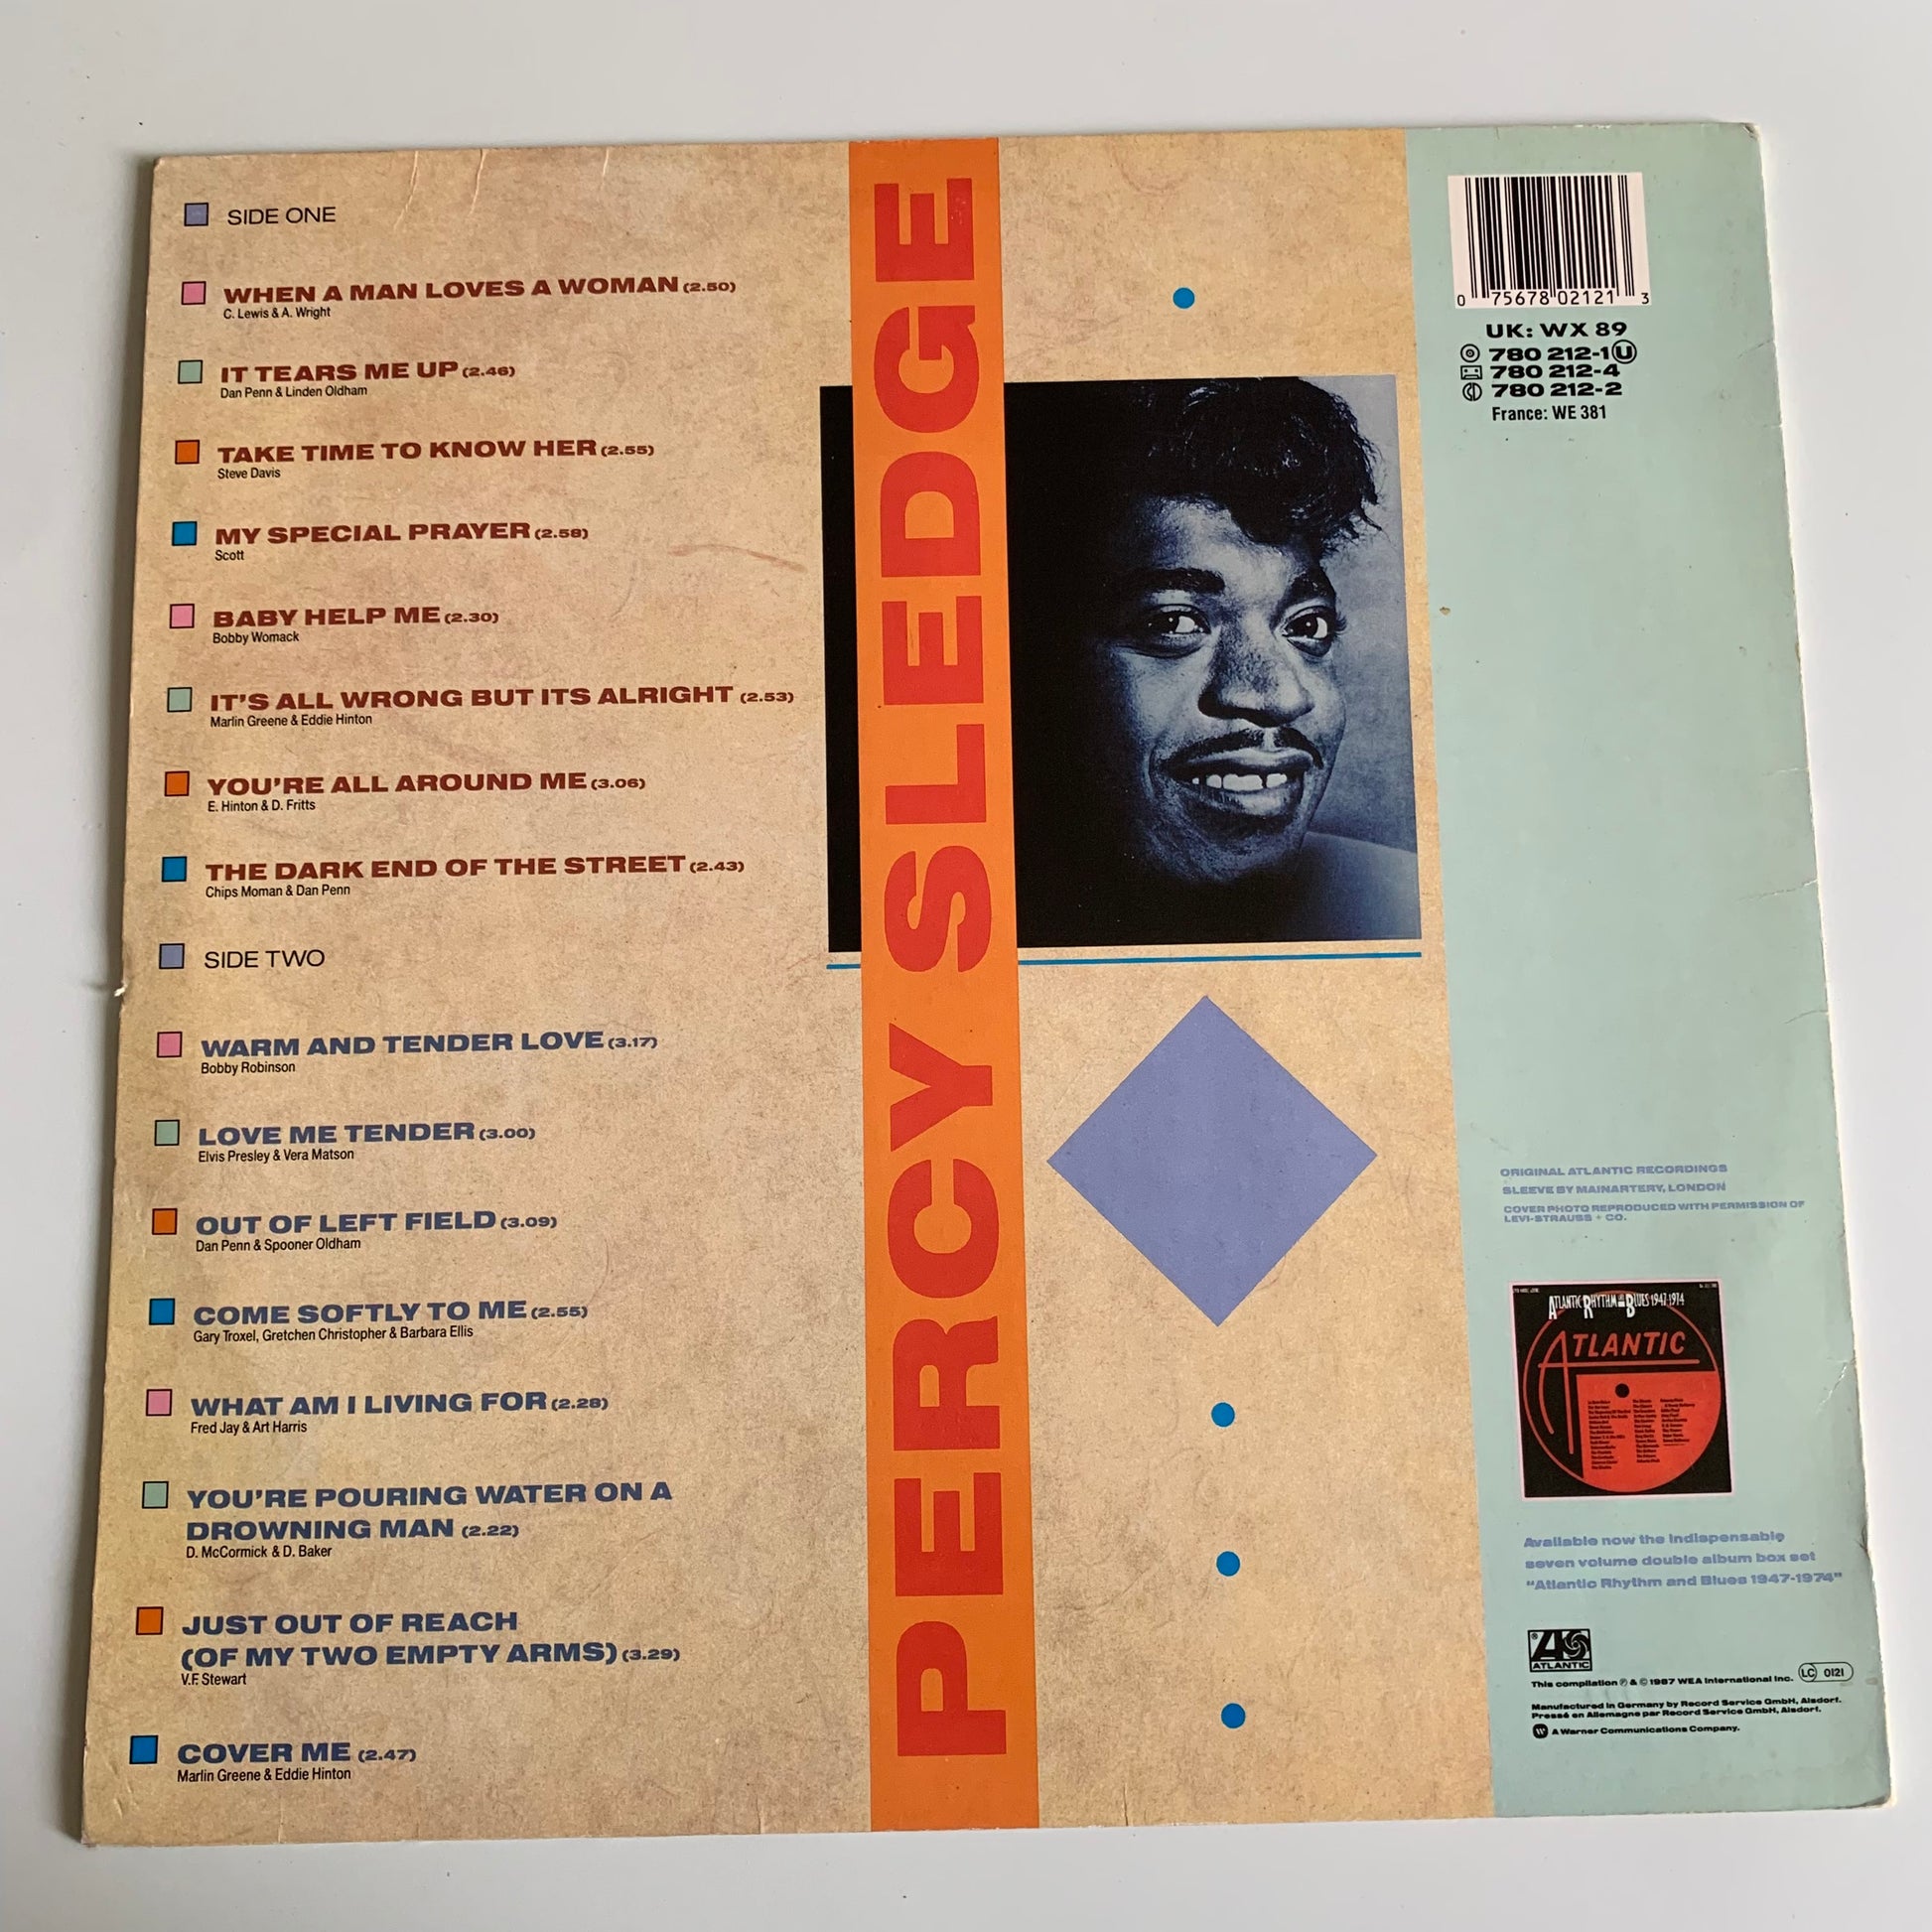 SIDE ONE
WHEN A MAN LOVES A WOMAN (2.50)
C. Lewis & A. Wright
IT TEARS ME UP (2.46)
Dan Penn & Linden Oldham
TAKE TIME TO KNOW HER (2.55)
Steve Davis
MY SPECIAL PRAYER (2.58)
Scott
BABY HELP ME (2.30)
Bobby Womack
IT'S ALL WRONG BUT ITS ALRIGHT (2.53)
Marlin Greene & Eddie Hinton
YOU'RE ALL AROUND ME (3.06)
E. Hinton & D. Fritts
THE DARK END OF THE STREET (2.43)
Chips Moman & Dan Penn
SIDE TWO
WARM AND TENDER LOVE (3.17)
Bobby Robinson
LOVE ME TENDER (3.00)
Elvis Presley & Vera Matson
OUT OF LEFT FIELD (3.09)
Dan Penn & Spooner Oldham
COME SOFTLY TO ME (2.55)
Gary Troxel, Gretchen Christopher & Barbara Ellis
WHAT AM I LIVING FOR (2.28)
Fred Jay & Art Harris
YOU'RE POURING WATER ON A
DROWNING MAN (2.22)
D. McCormick & D. Baker
JUST OUT OF REACH
(OF MY TWO EMPTY ARMS) (3.29)
V.F. Stewart
COVER ME (2.47)
Marlin Greene & Eddie Hinton
PERCY SLEDGE
0 75678 02121 3
UK: WX 89
780 212-1 U
780 212-4
CD 780 212-2
France: WE 381
ORIGINAL ATLANTIC RECORDINGS
SLEEVE BY MAINARTERY, LONDON
COVER PHOTO REPRODUCED WITH PERMISSION OF
LEVI-STRAUSS + CO.
ATLANTIC RHYTHM AND BLUES 1947-1974
ATLANTIC
Available now the indispensable
seven volume double album box set
"Atlantic Rhythm and Blues 1947-1974"
ATLANTIC
This compilation ℗ & © 1987 WEA International Inc. LC 0121
Manufactured in Germany by Record Service GmbH, Alsdorf.
Pressé en Allemagne par Record Service GmbH, Alsdorf.
A Warner Communications Company.